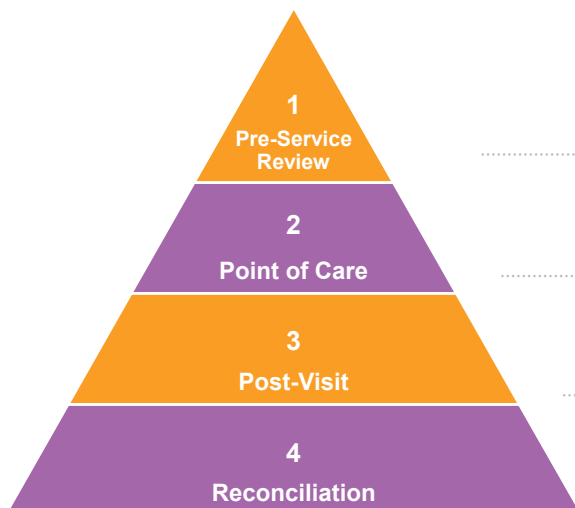 1
Pre-Service
Review
2
Point of Care
3
Post-Visit
4
Reconciliation